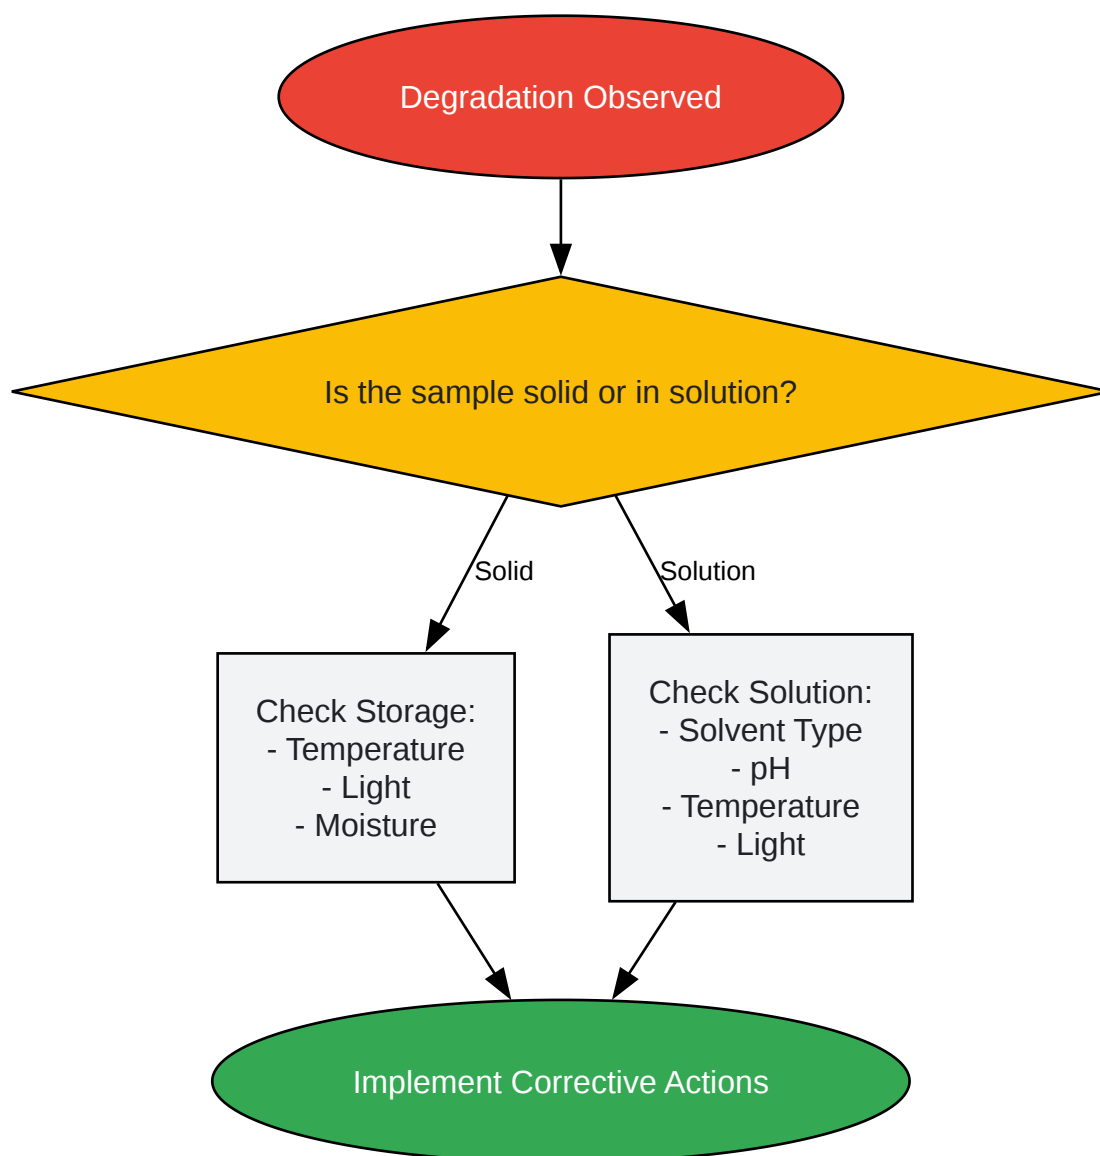 Degradation Observed
Is the sample solid or in solution?
Solid
Solution
Check Storage:
- Temperature
- Light
- Moisture
Check Solution:
- Solvent Type
- pH
- Temperature
- Light
Implement Corrective Actions